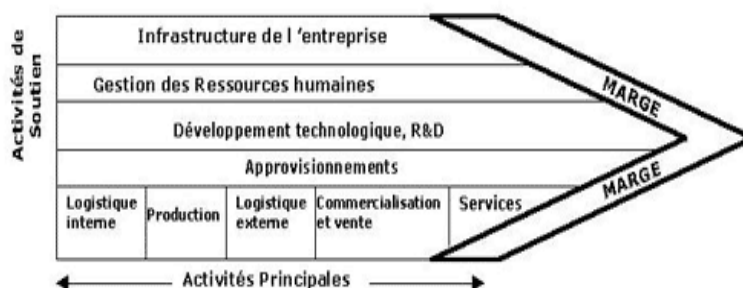 Activités de
Soutien
Infrastructure de l 'entreprise
Gestion des Ressources humaines
Développement technologique, R&D
Approvisionnements
MARGE
MARGE
Logistique
interne
Production
Logistique
externe
Commercialisation
et vente
Services
Activités Principales